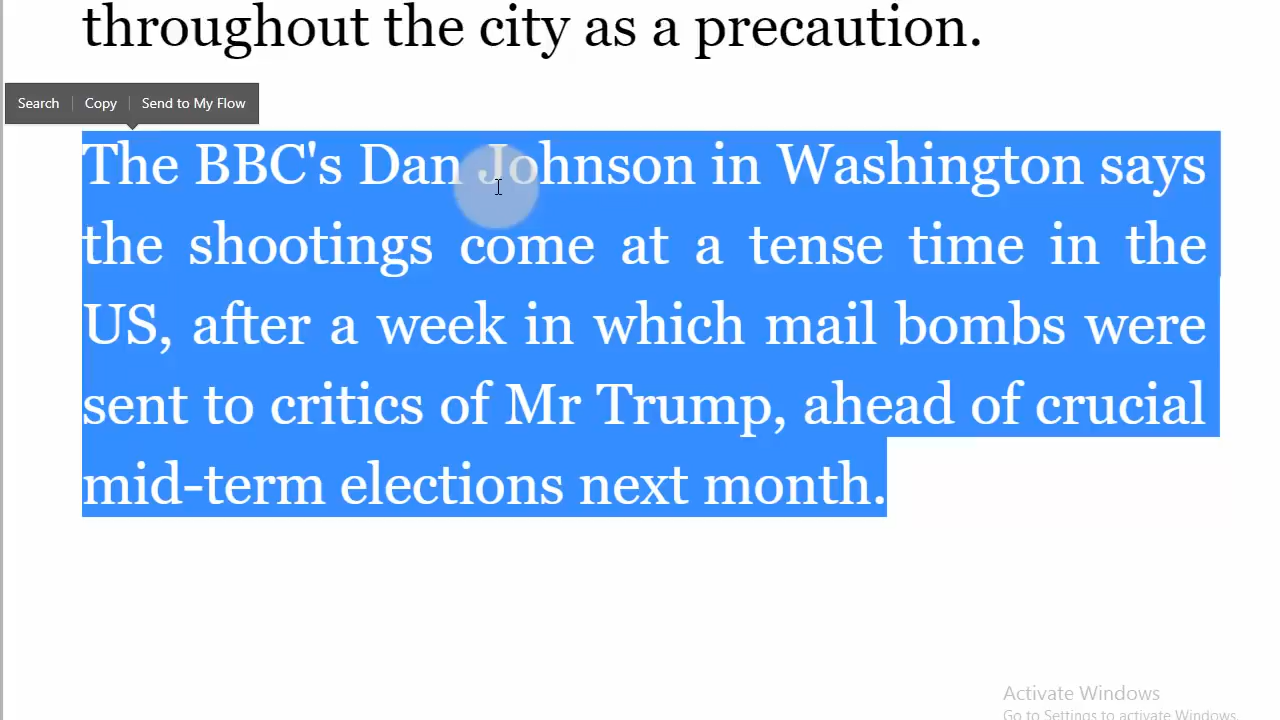 throughout the city as a precaution.
Search Copy Send to My Flow
The BBC's Dan Johnson in Washington says
the shootings come at a tense time in the
US, after a week in which mail bombs were
sent to critics of Mr Trump, ahead of crucial
mid-term elections next month.
Activate Windows
Go to Settings to activate Windows.